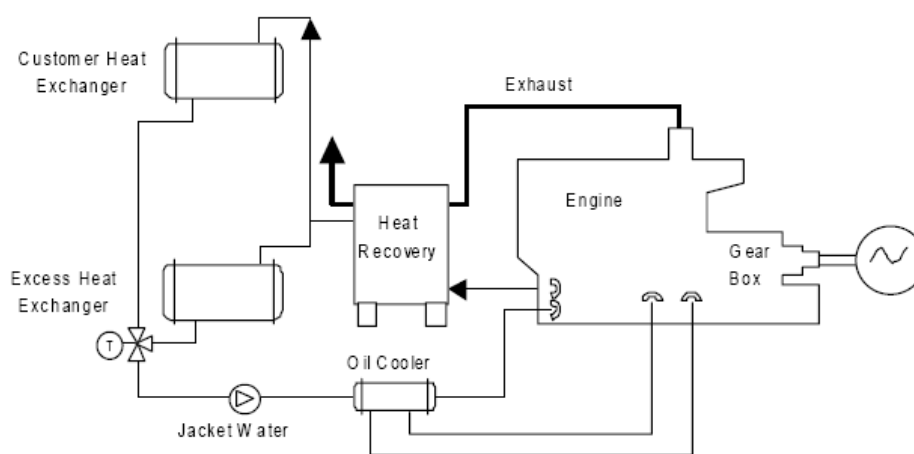 Customer Heat
Exchanger
Exhaust
Engine
Heat
Recovery
Gear
Box
Excess Heat
Exchanger
T
Oil Cooler
Jacket Water